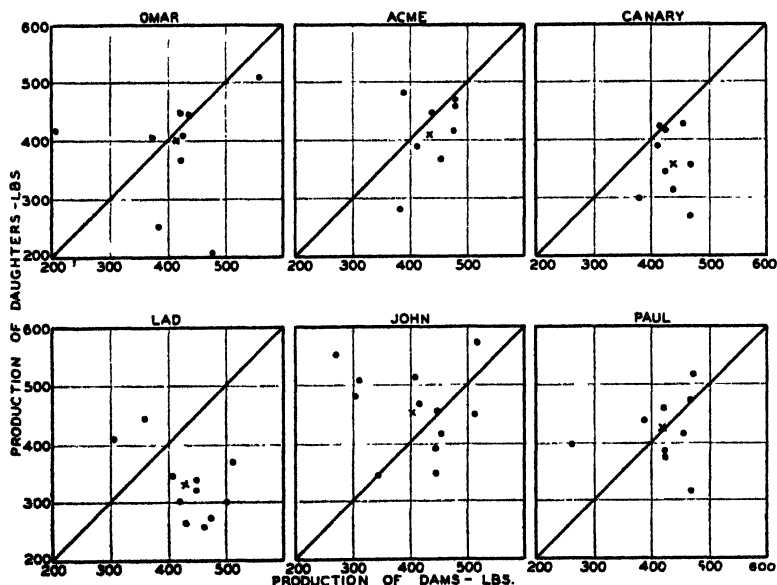 OMAR ACME CANARY
600
500
400
300
200
200 300 400 500 200 300 400 500 200 300 400 500 600
LAD JOHN PAUL
600
500
400
300
200
200 300 400 500 200 300 400 500 200 300 400 500 600
PRODUCTION OF DAUGHTERS-LBS
PRODUCTION OF DAMS-LBS.